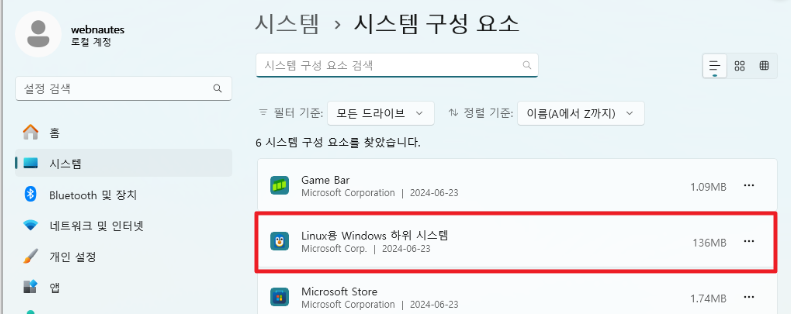 webnautes
로컬 계정
시스템 › 시스템 구성 요소
설정 검색
시스템 구성 요소 검색
필터 기준: 모든 드라이브
정렬 기준: 이름(A에서 Z까지)
6 시스템 구성 요소를 찾았습니다.
홈
시스템
Bluetooth 및 장치
네트워크 및 인터넷
개인 설정
앱
Game Bar
Microsoft Corporation | 2024-06-23
1.09MB
Linux용 Windows 하위 시스템
Microsoft Corp. | 2024-06-23
136MB
Microsoft Store
Microsoft Corporation | 2024-06-23
1.74MB